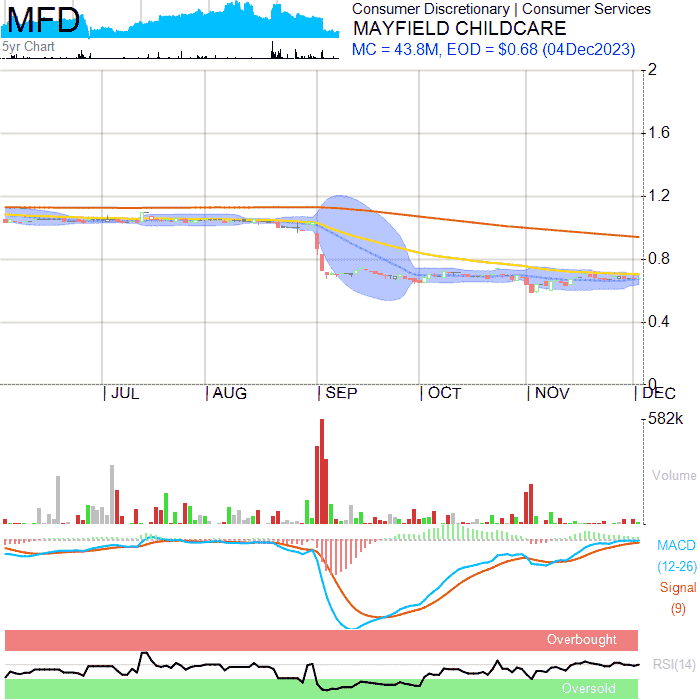 MFD
5yr Chart
Consumer Discretionary | Consumer Services
MAYFIELD CHILDCARE
MC = 43.8M, EOD = $0.68 (04Dec2023)
2
1.6
1.2
0.8
0.4
0
JUL AUG SEP OCT NOV DEC
582k
Volume
MACD
(12-26)
Signal
(9)
Overbought
RSI(14)
Oversold